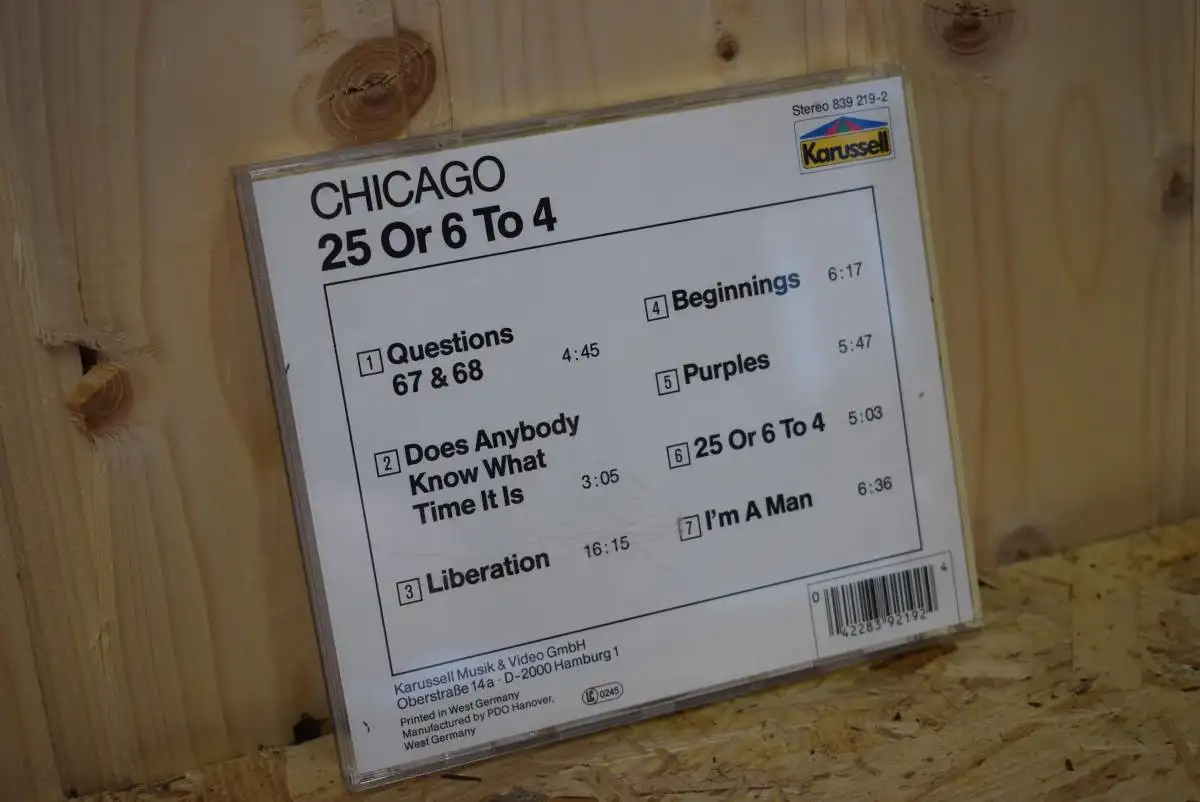 Stereo 839 219-2
Karussell
CHICAGO
25 Or 6 To 4
1 Questions
67 & 68 4:45
2 Does Anybody
Know What
Time It Is 3:05
3 Liberation 16:15
4 Beginnings 6:17
5 Purples 5:47
6 25 Or 6 To 4 5:03
7 I'm A Man 6:36
Karussell Musik & Video GmbH
Oberstraße 14a · D-2000 Hamburg 1
Printed in West Germany
Manufactured by PDO Hanover,
West Germany
LC 0245
0 42283 92192 4